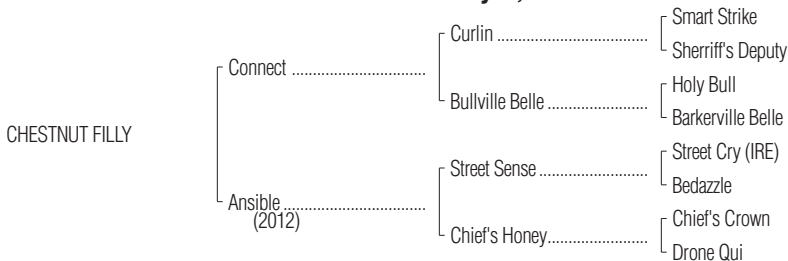 Smart Strike
Curlin
Sherriff's Deputy
Connect
Holy Bull
Bullville Belle
Barkerville Belle
CHESTNUT FILLY
Street Cry (IRE)
Street Sense
Bedazzle
Ansible
(2012)
Chief's Crown
Chief's Honey
Drone Qui